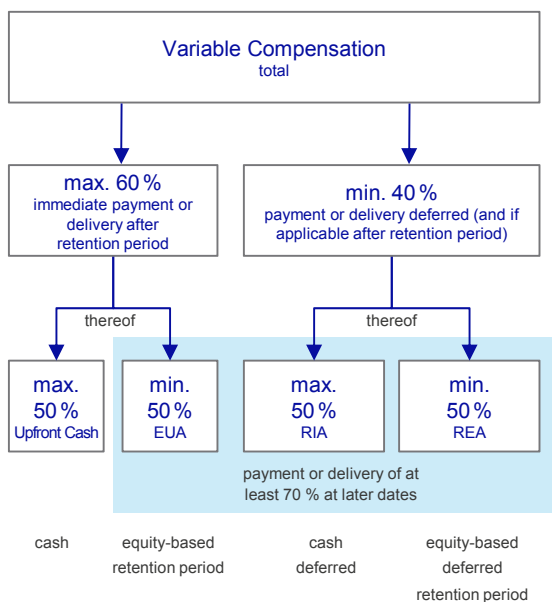 Variable Compensation
total
max. 60 %
immediate payment or
delivery after
retention period
min. 40 %
payment or delivery deferred (and if
applicable after retention period)
thereof
thereof
max.
50 %
Upfront Cash
min.
50 %
EUA
max.
50 %
RIA
min.
50 %
REA
payment or delivery of at
least 70 % at later dates
cash
equity-based
retention period
cash
deferred
equity-based
deferred
retention period